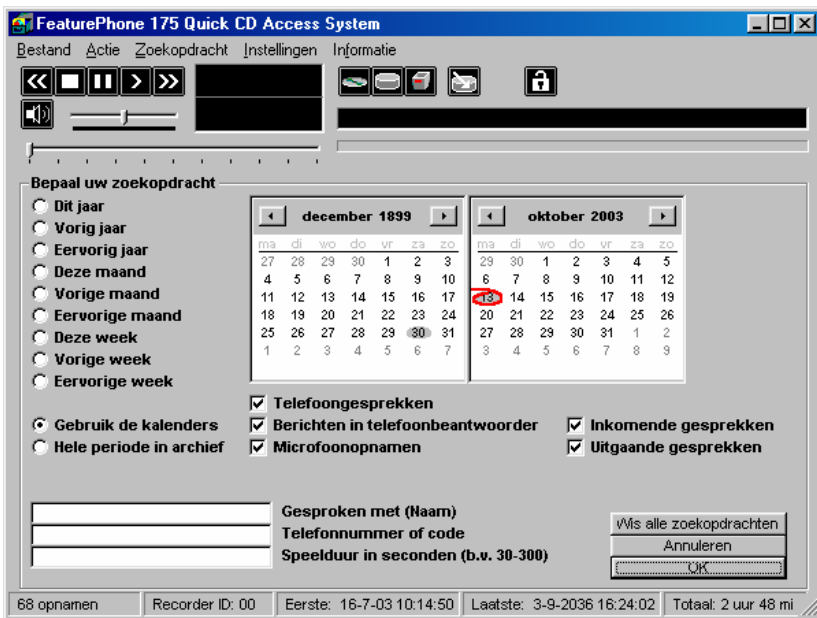 FeaturePhone 175 Quick CD Access System
Bestand Actie Zoekopdracht Instellingen Informatie
Bepaal uw zoekopdracht
Dit jaar
Vorig jaar
Eervorig jaar
Deze maand
Vorige maand
Eervorige maand
Deze week
Vorige week
Eervorige week
Gebruik de kalenders
Hele periode in archief
december 1899
ma di wo do vr za zo
27 28 29 30 1 2 3
4 5 6 7 8 9 10
11 12 13 14 15 16 17
18 19 20 21 22 23 24
25 26 27 28 29 30 31
1 2 3 4 5 6 7
oktober 2003
ma di wo do vr za zo
29 30 1 2 3 4 5
6 7 8 9 10 11 12
13 14 15 16 17 18 19
20 21 22 23 24 25 26
27 28 29 30 31 1 2
3 4 5 6 7 8 9
Telefoongesprekken
Berichten in telefoonbeantwoorder
Microfoonopnamen
Inkomende gesprekken
Uitgaande gesprekken
Gesproken met (Naam)
Telefonnummer of code
Speelduur in seconden (b.v. 30-300)
Wis alle zoekopdrachten
Annuleren
OK
68 opnamen Recorder ID: 00 Eerste: 16-7-03 10:14:50 Laatste: 3-9-2036 16:24:02 Totaal: 2 uur 48 mi